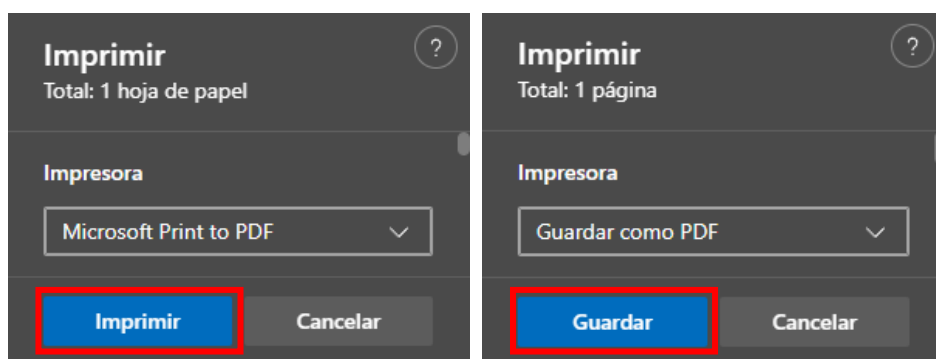 Imprimir
?
Total: 1 hoja de papel
Impresora
Microsoft Print to PDF
Imprimir
Cancelar
Imprimir
?
Total: 1 página
Impresora
Guardar como PDF
Guardar
Cancelar